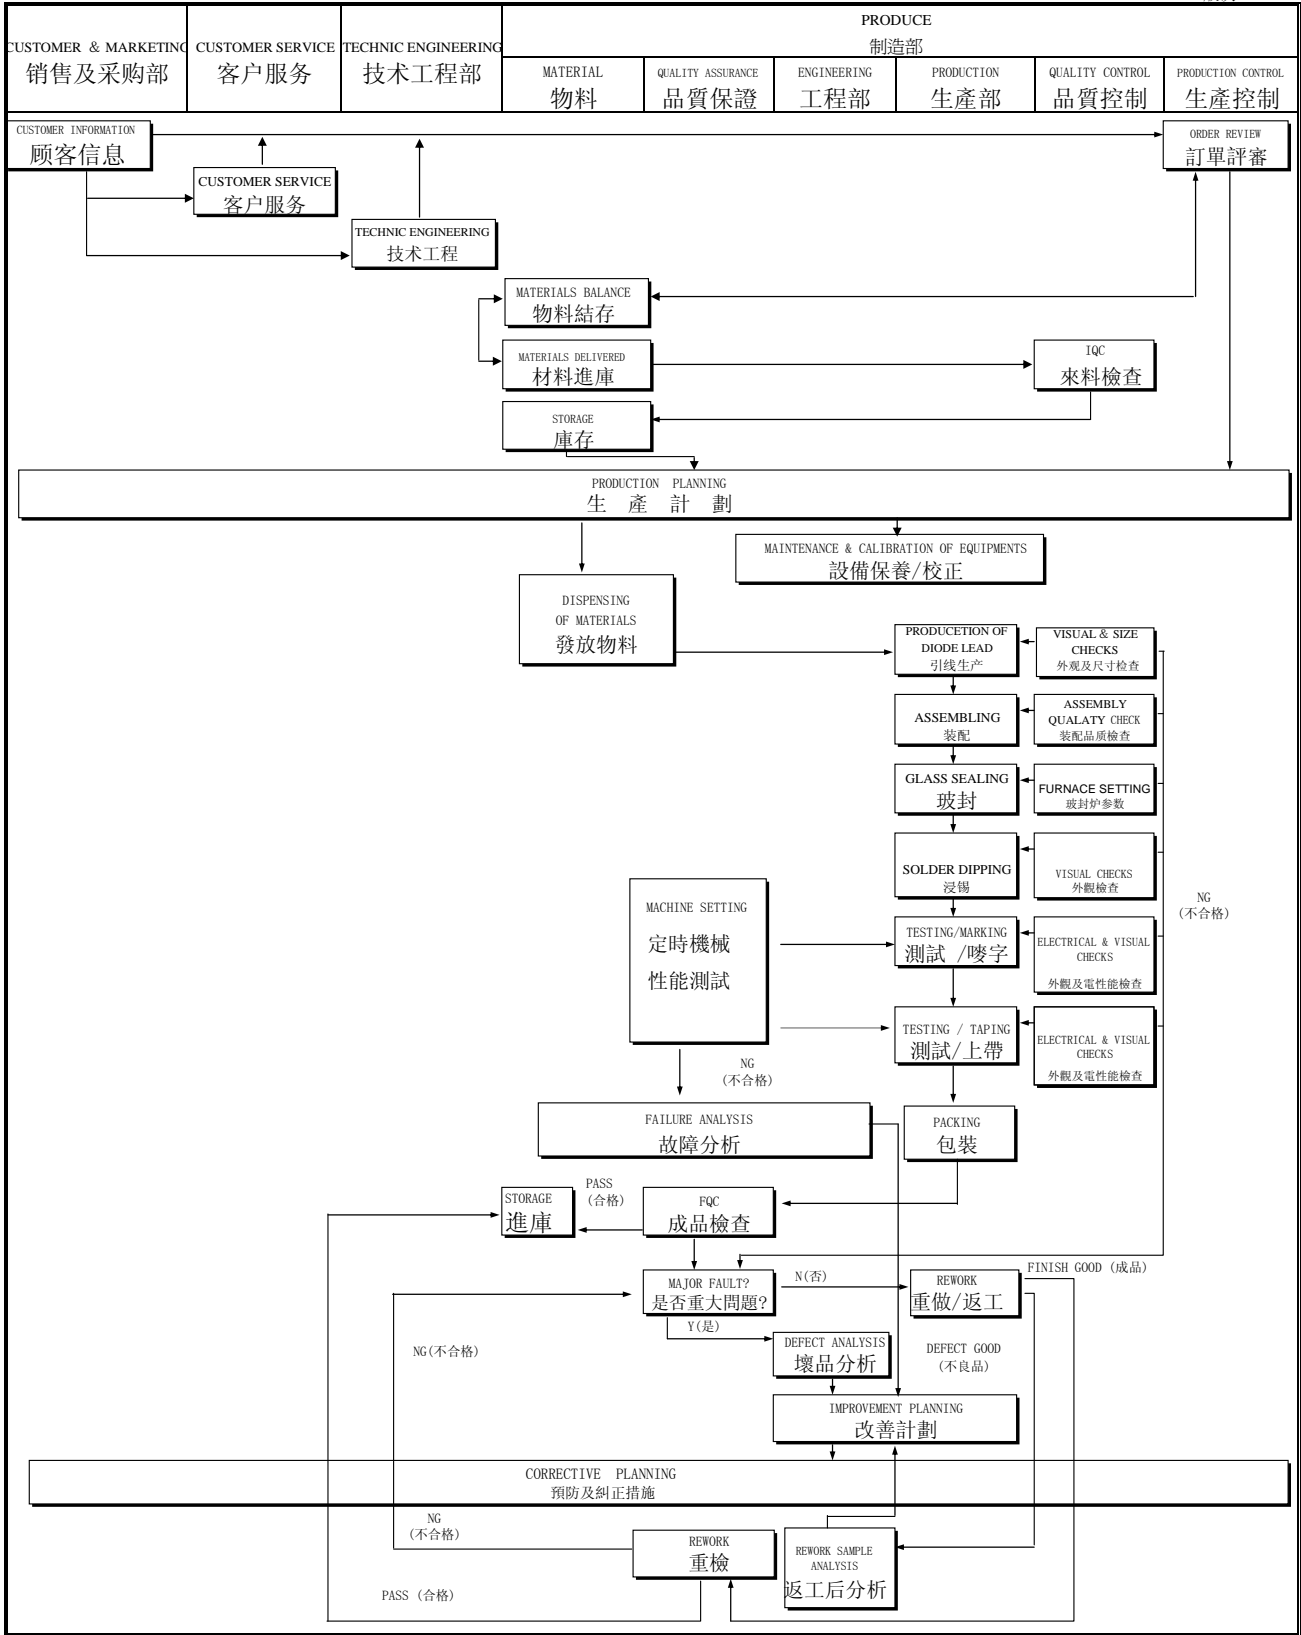 PRODUCE
制造部
CUSTOMER & MARKETING
销售及采购部
CUSTOMER SERVICE
客户服务
TECHNIC ENGINEERING
技术工程部
MATERIAL
物料
QUALITY ASSURANCE
品質保證
ENGINEERING
工程部
PRODUCTION
生產部
QUALITY CONTROL
品質控制
PRODUCTION CONTROL
生產控制
CUSTOMER INFORMATION
顾客信息
ORDER REVIEW
訂單評審
CUSTOMER SERVICE
客户服务
TECHNIC ENGINEERING
技术工程
MATERIALS BALANCE
物料結存
MATERIALS DELIVERED
材料進庫
IQC
來料檢查
STORAGE
庫存
PRODUCTION PLANNING
生 產 計 劃
MAINTENANCE & CALIBRATION OF EQUIPMENTS
設備保養/校正
DISPENSING
OF MATERIALS
發放物料
PRODUCETION OF
DIODE LEAD
引线生产
VISUAL & SIZE
CHECKS
外观及尺寸检查
ASSEMBLING
装配
ASSEMBLY
QUALATY CHECK
装配品质檢查
GLASS SEALING
玻封
FURNACE SETTING
玻封炉参数
SOLDER DIPPING
浸锡
VISUAL CHECKS
外觀檢查
NG
(不合格)
MACHINE SETTING
定時機械
性能測試
TESTING/MARKING
測試 /嘜字
ELECTRICAL & VISUAL
CHECKS
外觀及電性能檢查
TESTING / TAPING
測試/上帶
ELECTRICAL & VISUAL
CHECKS
外觀及電性能檢查
NG
(不合格)
FAILURE ANALYSIS
故障分析
PACKING
包裝
PASS
(合格)
STORAGE
進庫
FQC
成品檢查
MAJOR FAULT?
是否重大問題?
N(否)
REWORK
重做/返工
FINISH GOOD (成品)
Y(是)
NG(不合格)
DEFECT ANALYSIS
壞品分析
DEFECT GOOD
(不良品)
IMPROVEMENT PLANNING
改善計劃
CORRECTIVE PLANNING
預防及糾正措施
NG
(不合格)
REWORK
重檢
REWORK SAMPLE
ANALYSIS
返工后分析
PASS (合格)